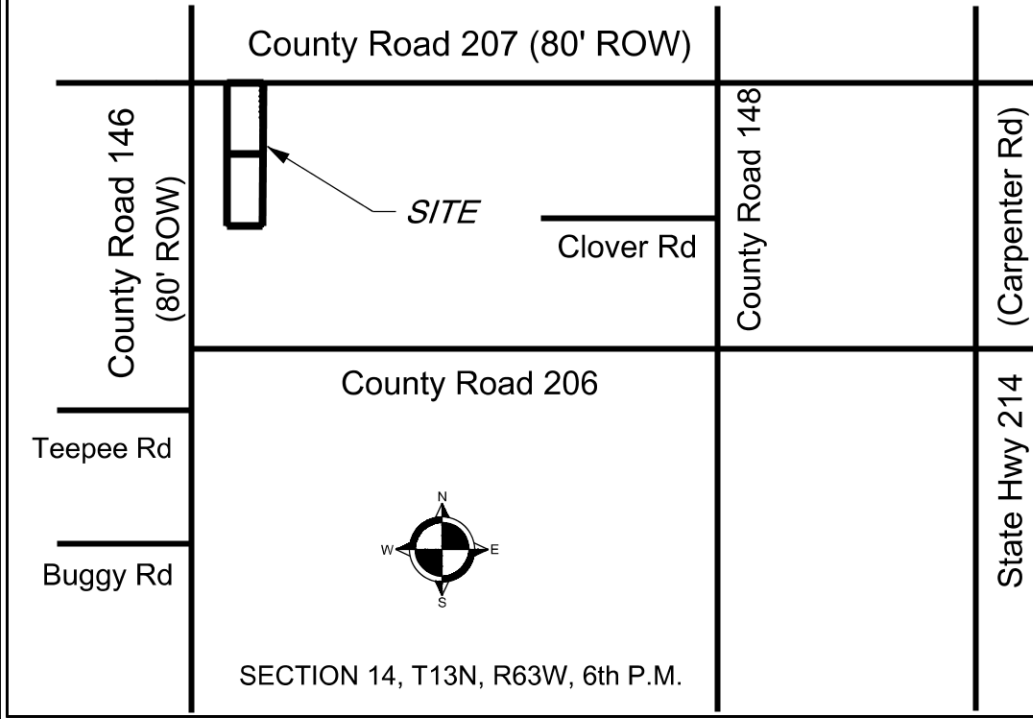 County Road 207 (80' ROW)
County Road 146
(80' ROW)
SITE
Clover Rd
County Road 148
(Carpenter Rd)
State Hwy 214
County Road 206
Teepee Rd
Buggy Rd
N
W
E
S
SECTION 14, T13N, R63W, 6th P.M.